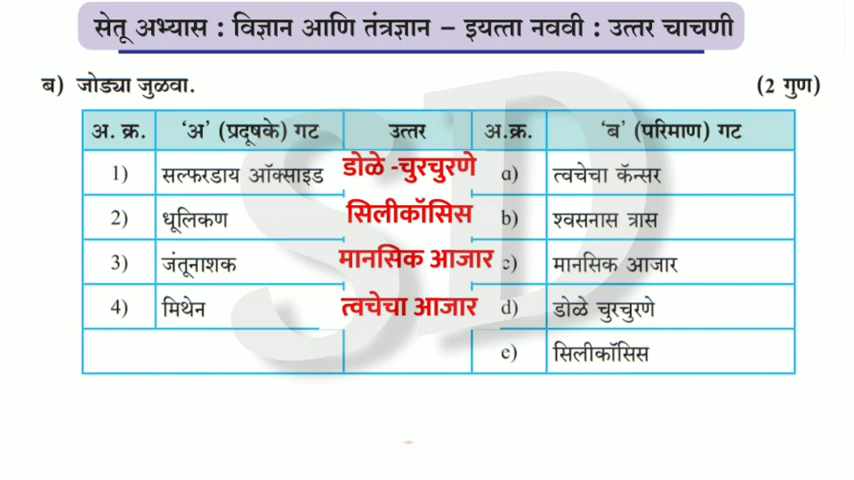 सेतू अभ्यास : विज्ञान आणि तंत्रज्ञान – इयत्ता नववी : उत्तर चाचणी
ब) जोड्या जुळवा. (2 गुण)
अ. क्र. 'अ' (प्रदूषके) गट उत्तर अ.क्र. 'ब' (परिमाण) गट
1) सल्फरडाय ऑक्साइड डोळे -चुरचुरणे a) त्वचेचा कॅन्सर
2) धूलिकण सिलीकॉसिस b) श्वसनास त्रास
3) जंतूनाशक मानसिक आजार c) मानसिक आजार
4) मिथेन त्वचेचा आजार d) डोळे चुरचुरणे
e) सिलीकॉसिस
SD